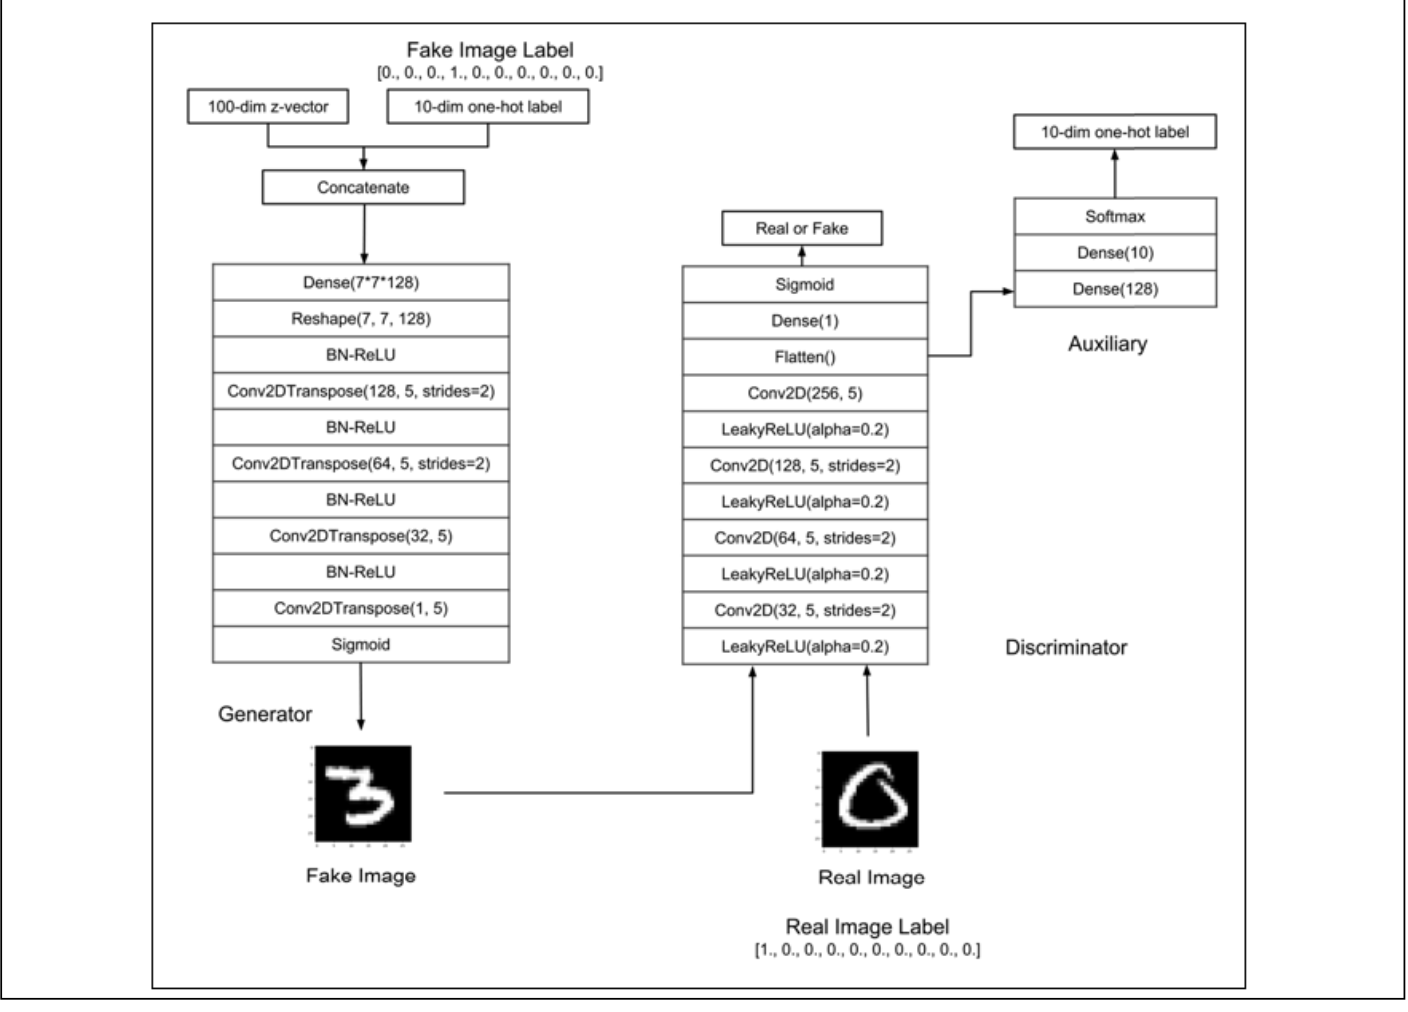 Fake Image Label
[0., 0., 0., 1., 0., 0., 0., 0., 0., 0.]
100-dim z-vector
10-dim one-hot label
Concatenate
Dense(7*7*128)
Reshape(7, 7, 128)
BN-ReLU
Conv2DTranspose(128, 5, strides=2)
BN-ReLU
Conv2DTranspose(64, 5, strides=2)
BN-ReLU
Conv2DTranspose(32, 5)
BN-ReLU
Conv2DTranspose(1, 5)
Sigmoid
Generator
3
Fake Image
Real or Fake
Sigmoid
Dense(1)
Flatten()
Conv2D(256, 5)
LeakyReLU(alpha=0.2)
Conv2D(128, 5, strides=2)
LeakyReLU(alpha=0.2)
Conv2D(64, 5, strides=2)
LeakyReLU(alpha=0.2)
Conv2D(32, 5, strides=2)
LeakyReLU(alpha=0.2)
0
Real Image
Real Image Label
[1., 0., 0., 0., 0., 0., 0., 0., 0., 0.]
10-dim one-hot label
Softmax
Dense(10)
Dense(128)
Auxiliary
Discriminator